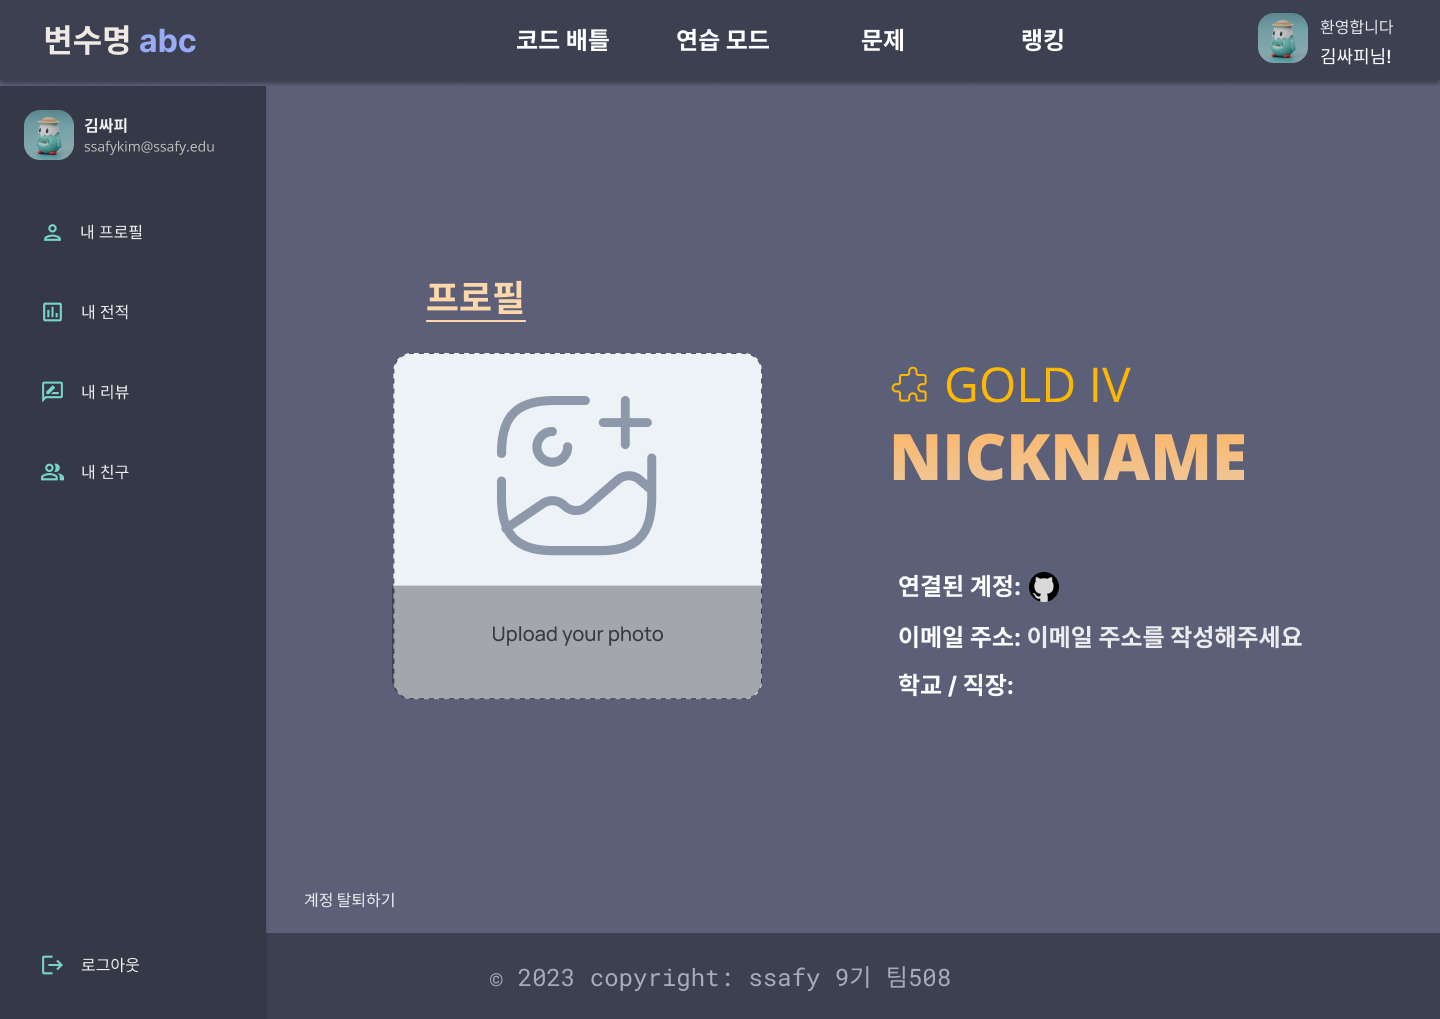 변수명 abc
코드 배틀
연습 모드
문제
랭킹
환영합니다
김싸피님!
김싸피
ssafykim@ssafy.edu
내 프로필
내 전적
내 리뷰
내 친구
로그아웃
프로필
Upload your photo
GOLD IV
NICKNAME
연결된 계정:
이메일 주소: 이메일 주소를 작성해주세요
학교 / 직장:
계정 탈퇴하기
© 2023 copyright: ssafy 9기 팀508